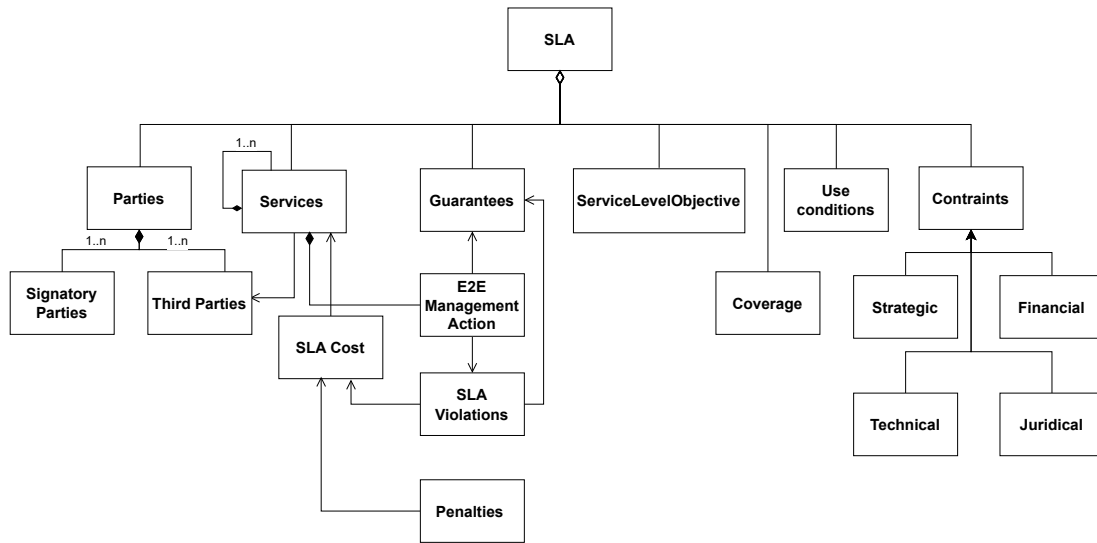 SLA
1..n
Parties
Services
Guarantees
ServiceLevelObjective
Use
conditions
Contraints
1..n
1..n
Signatory
Parties
Third Parties
E2E
Management
Action
Coverage
Strategic
Financial
SLA Cost
SLA
Violations
Technical
Juridical
Penalties